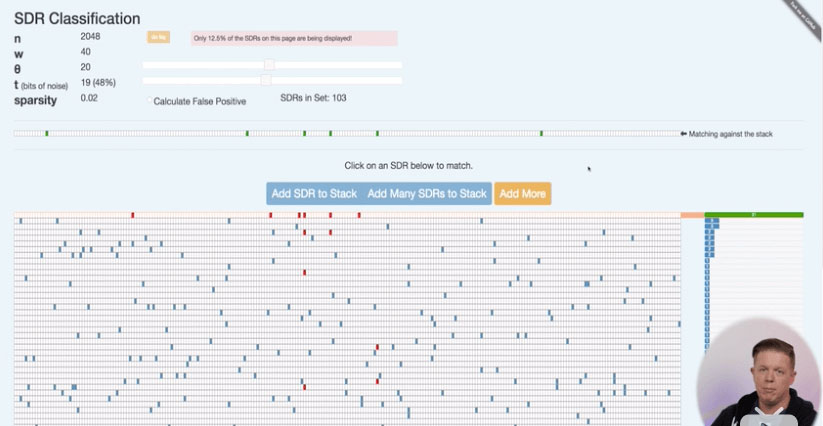 SDR Classification
n 2048
w 40
θ 20
t (bits of noise) 19 (48%)
sparsity 0.02
Only 12.5% of the SDRs on this page are being displayed!
Calculate False Positive
SDRs in Set: 103
Matching against the stack
Click on an SDR below to match.
Add SDR to Stack
Add Many SDRs to Stack
Add More